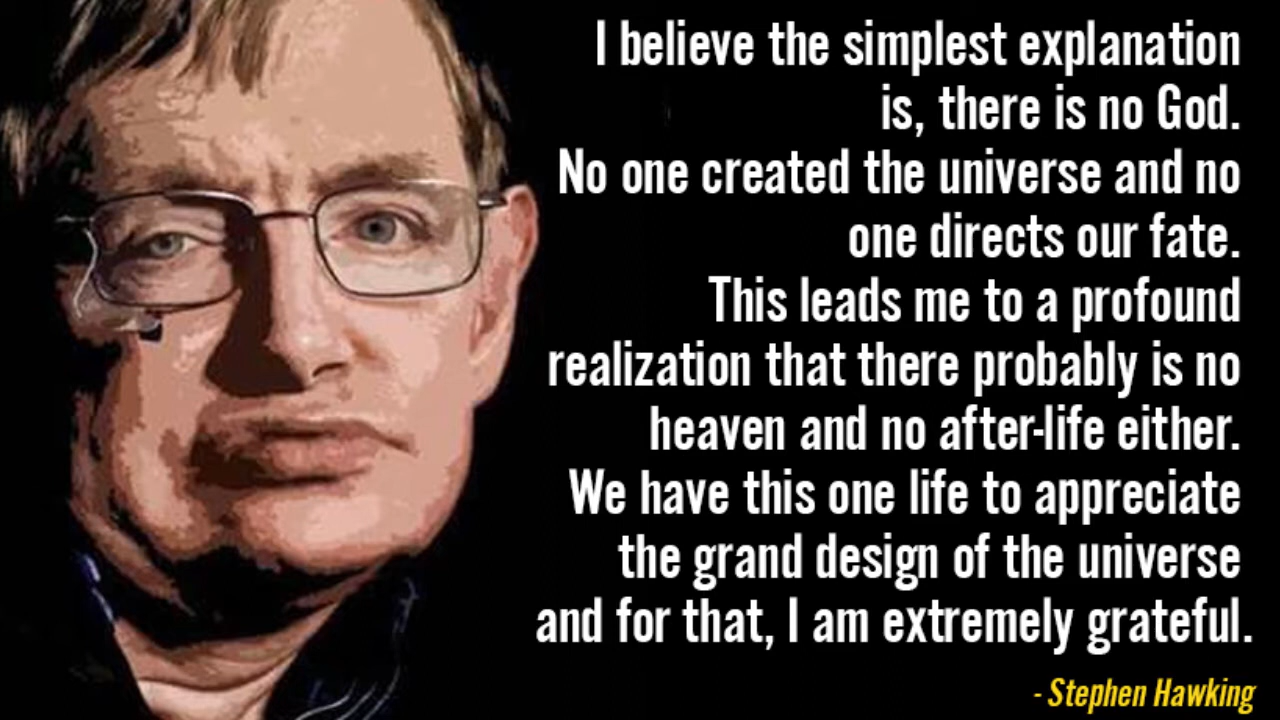 I believe the simplest explanation
is, there is no God.
No one created the universe and no
one directs our fate.
This leads me to a profound
realization that there probably is no
heaven and no after-life either.
We have this one life to appreciate
the grand design of the universe
and for that, I am extremely grateful.
- Stephen Hawking